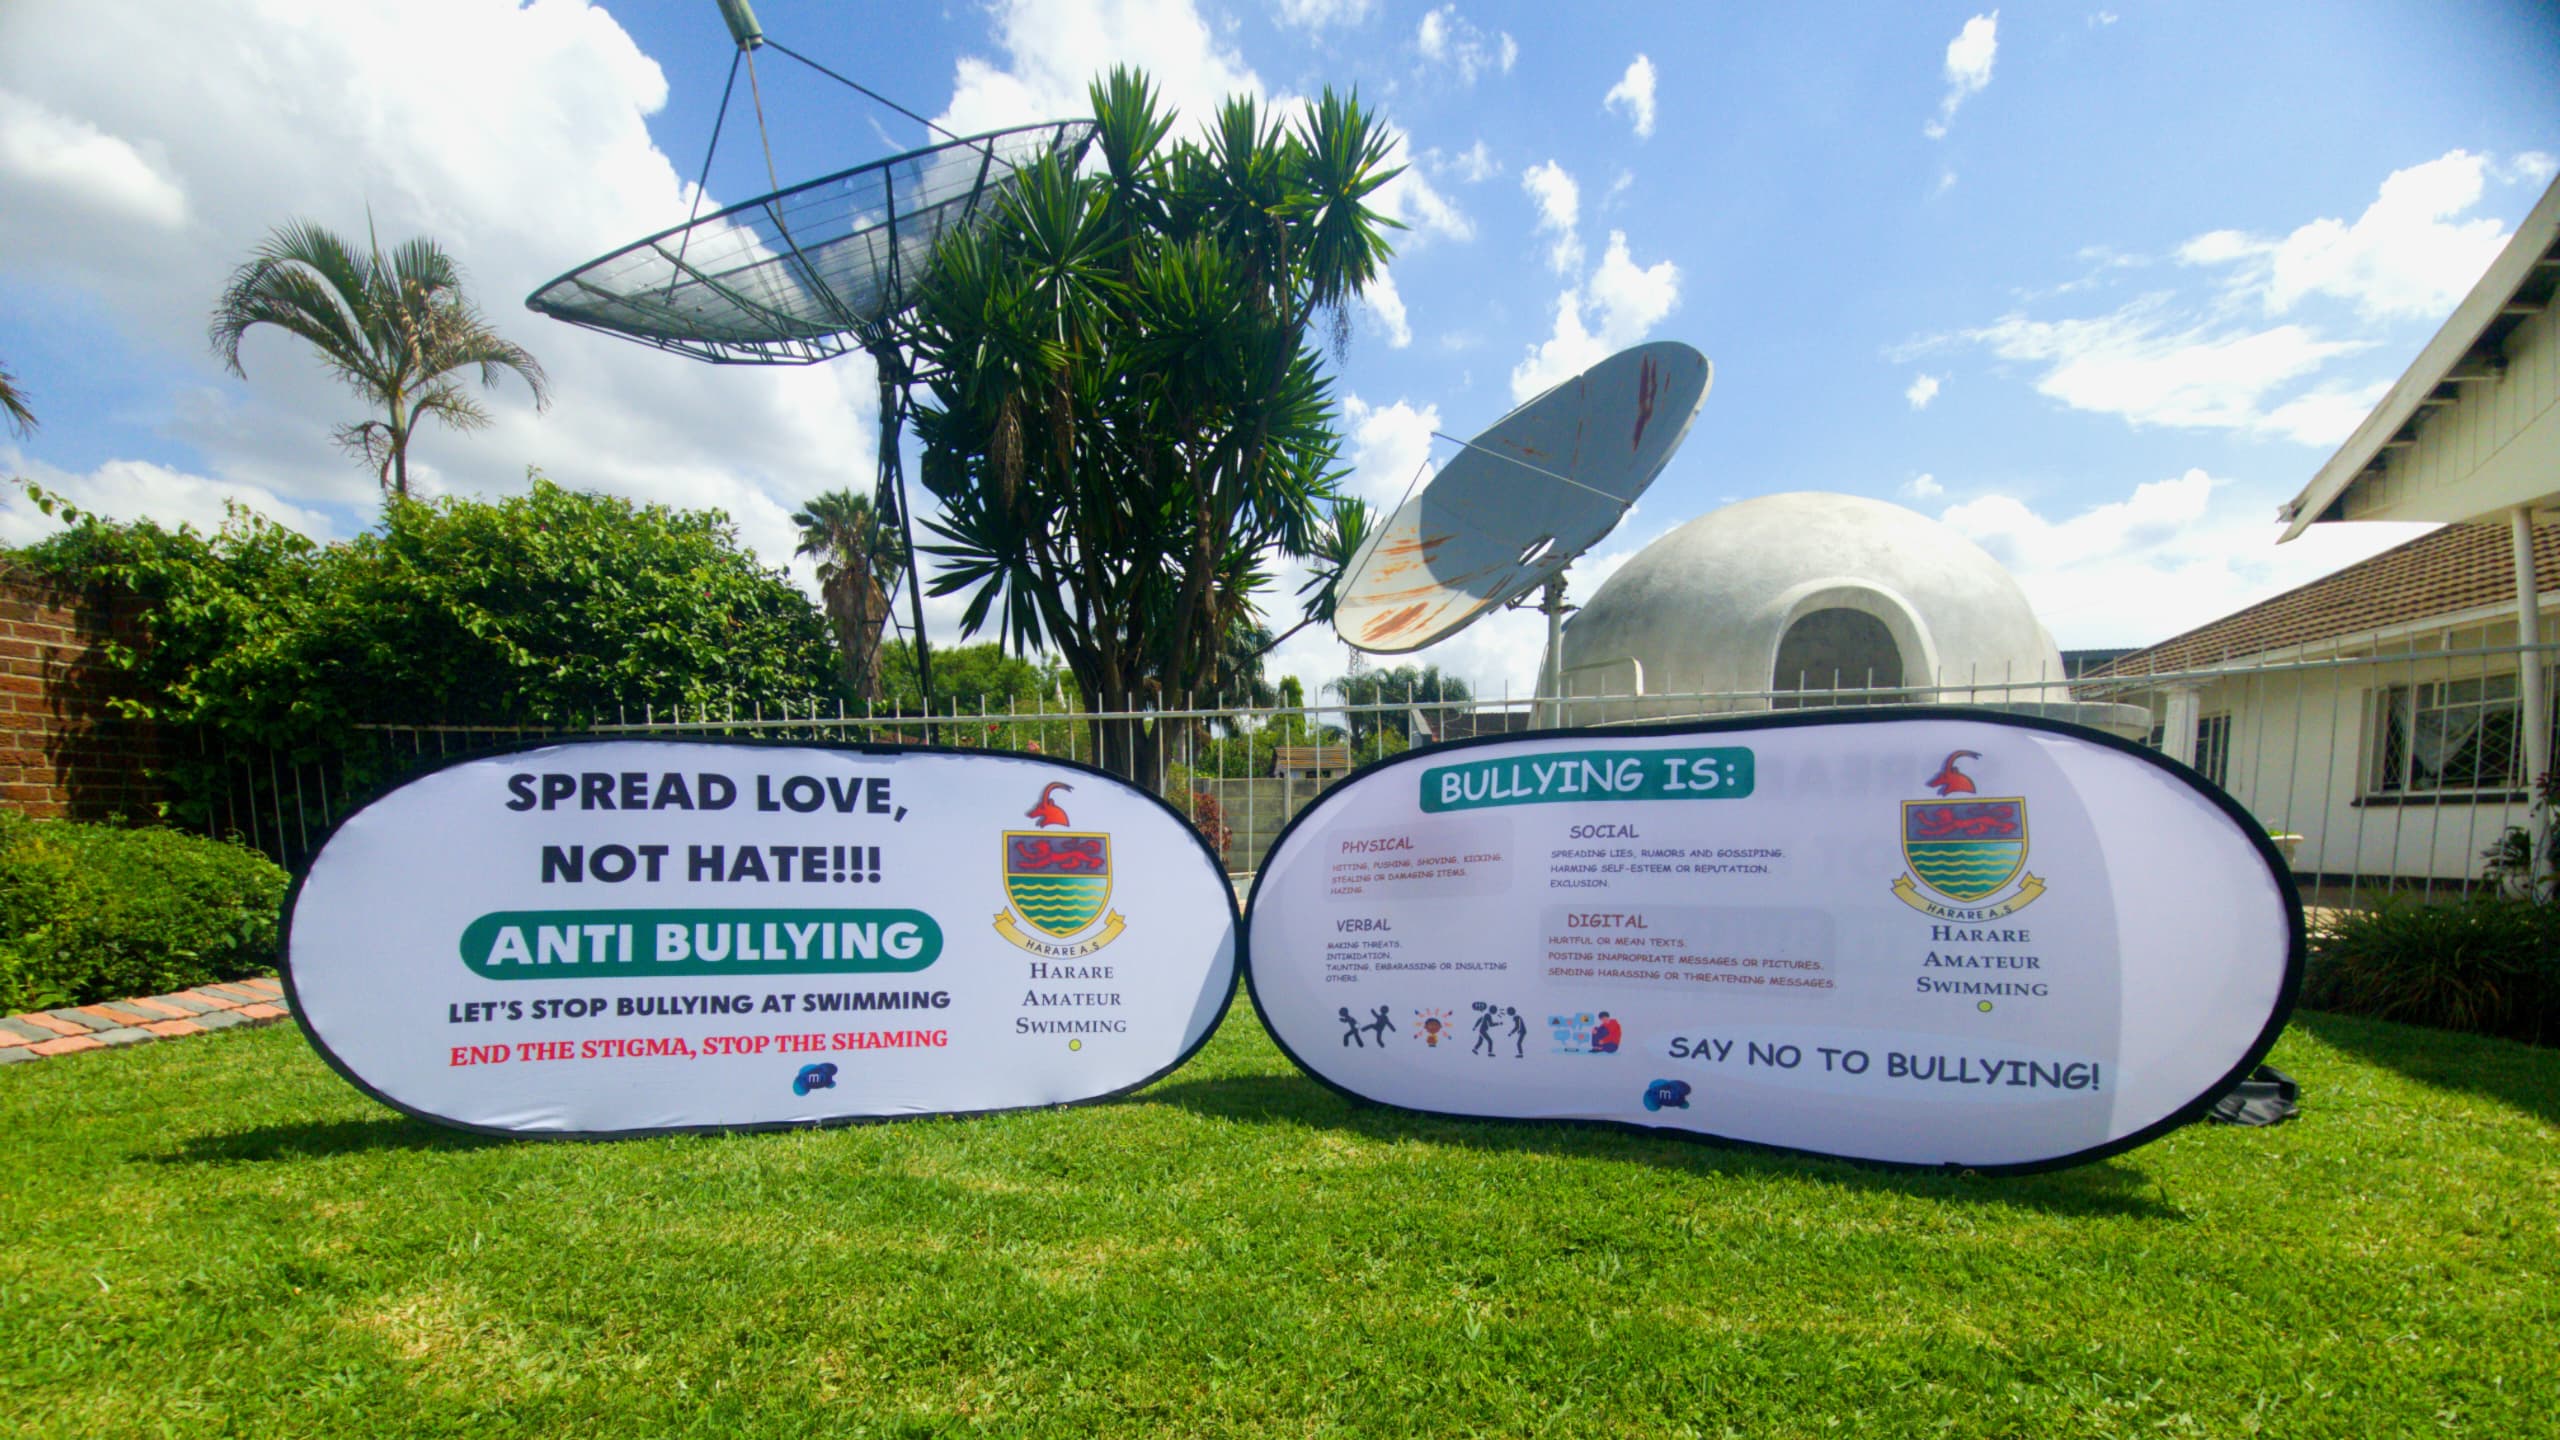 SPREAD LOVE,
NOT HATE!!!
ANTI BULLYING
LET'S STOP BULLYING AT SWIMMING
END THE STIGMA, STOP THE SHAMING
m
HARARE A.S
HARARE
AMATEUR
SWIMMING
BULLYING IS:
PHYSICAL
HITTING, PUSHING, SHOVING, KICKING.
STEALING OR DAMAGING ITEMS.
HAZING.
SOCIAL
SPREADING LIES, RUMORS AND GOSSIPING.
HARMING SELF-ESTEEM OR REPUTATION.
EXCLUSION.
VERBAL
MAKING THREATS.
INTIMIDATION.
TAUNTING, EMBARASSING OR INSULTING
OTHERS.
DIGITAL
HURTFUL OR MEAN TEXTS.
POSTING INAPROPRIATE MESSAGES OR PICTURES.
SENDING HARASSING OR THREATENING MESSAGES.
SAY NO TO BULLYING!
m
HARARE A.S
HARARE
AMATEUR
SWIMMING